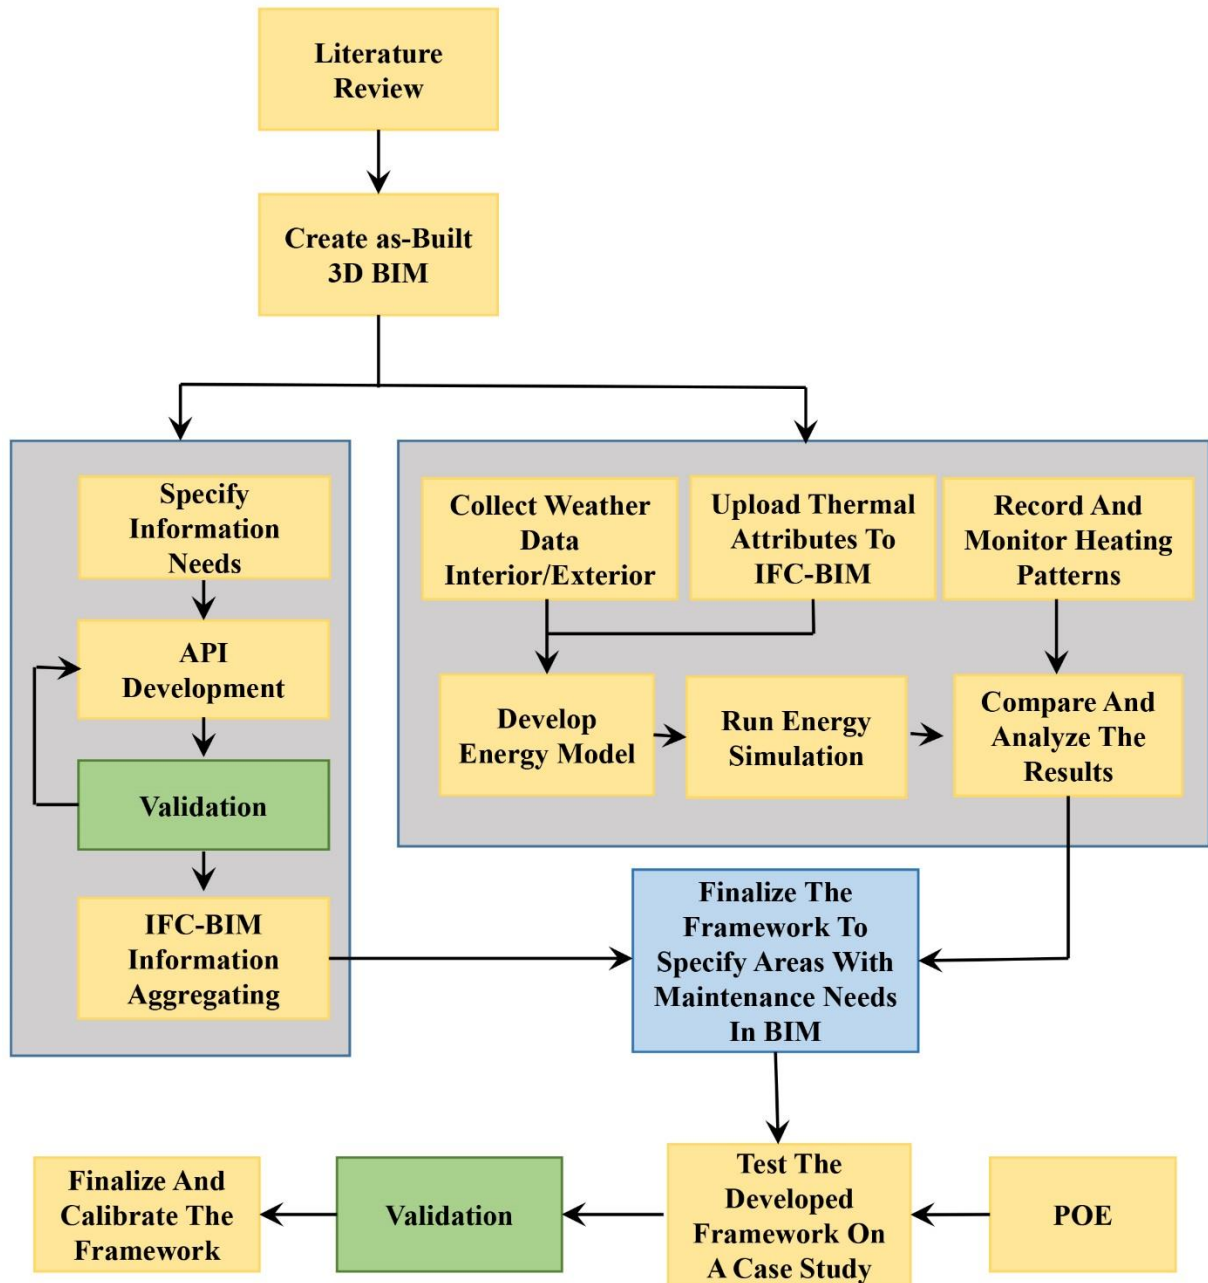 Literature
Review
Create as-Built
3D BIM
Specify
Information
Needs
API
Development
Validation
IFC-BIM
Information
Aggregating
Collect Weather
Data
Interior/Exterior
Upload Thermal
Attributes To
IFC-BIM
Record And
Monitor Heating
Patterns
Develop
Energy Model
Run Energy
Simulation
Compare And
Analyze The
Results
Finalize The
Framework To
Specify Areas With
Maintenance Needs
In BIM
Finalize And
Calibrate The
Framework
Validation
Test The
Developed
Framework On
A Case Study
POE